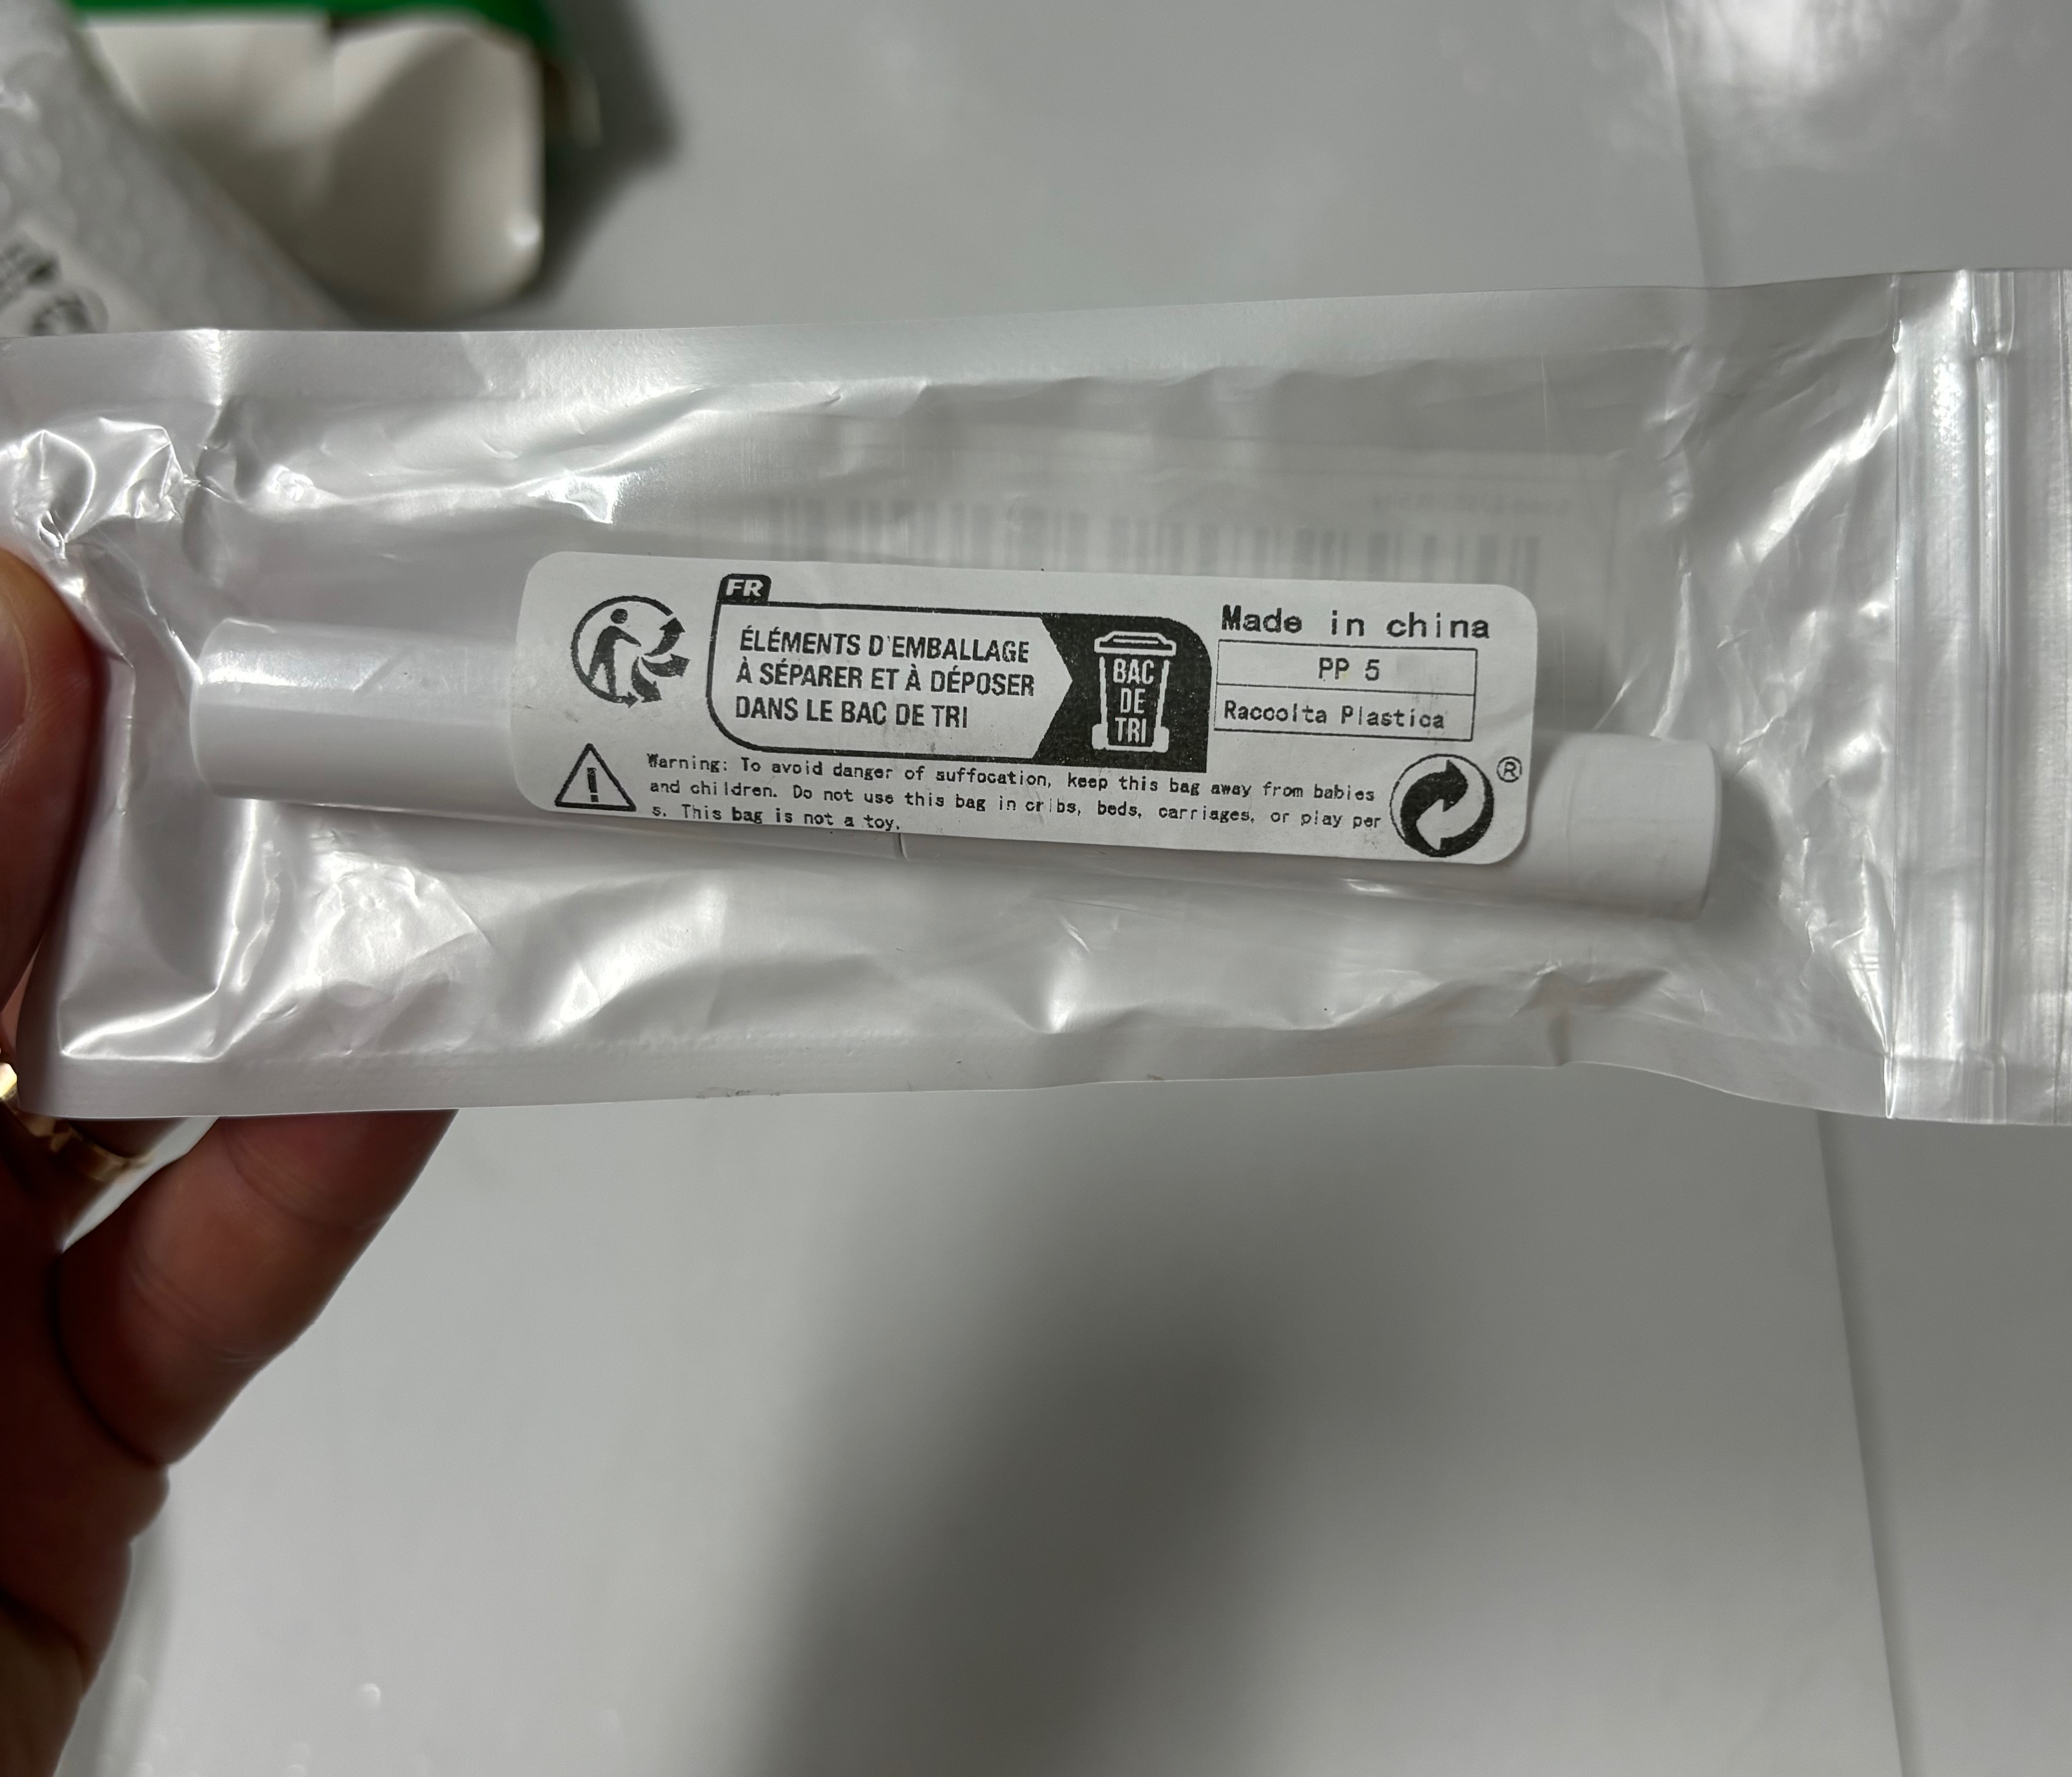 FR
ÉLÉMENTS D'EMBALLAGE
À SÉPARER ET À DÉPOSER
DANS LE BAC DE TRI
BAC
DE
TRI
Made in china
PP 5
Raccolta Plastica
Warning: To avoid danger of suffocation, keep this bag away from babies
and children. Do not use this bag in cribs, beds, carriages, or play per
s. This bag is not a toy.
®